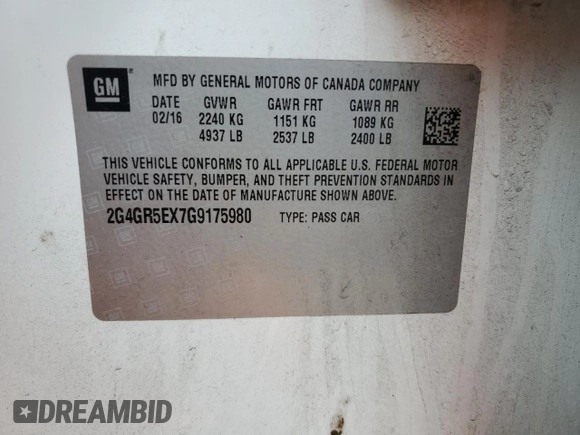 GM
MFD BY GENERAL MOTORS OF CANADA COMPANY
DATE GVWR GAWR FRT GAWR RR
02/16 2240 KG 1151 KG 1089 KG
4937 LB 2537 LB 2400 LB
THIS VEHICLE CONFORMS TO ALL APPLICABLE U.S. FEDERAL MOTOR
VEHICLE SAFETY, BUMPER, AND THEFT PREVENTION STANDARDS IN
EFFECT ON THE DATE OF MANUFACTURE SHOWN ABOVE.
2G4GR5EX7G9175980 TYPE: PASS CAR
DREAMBID